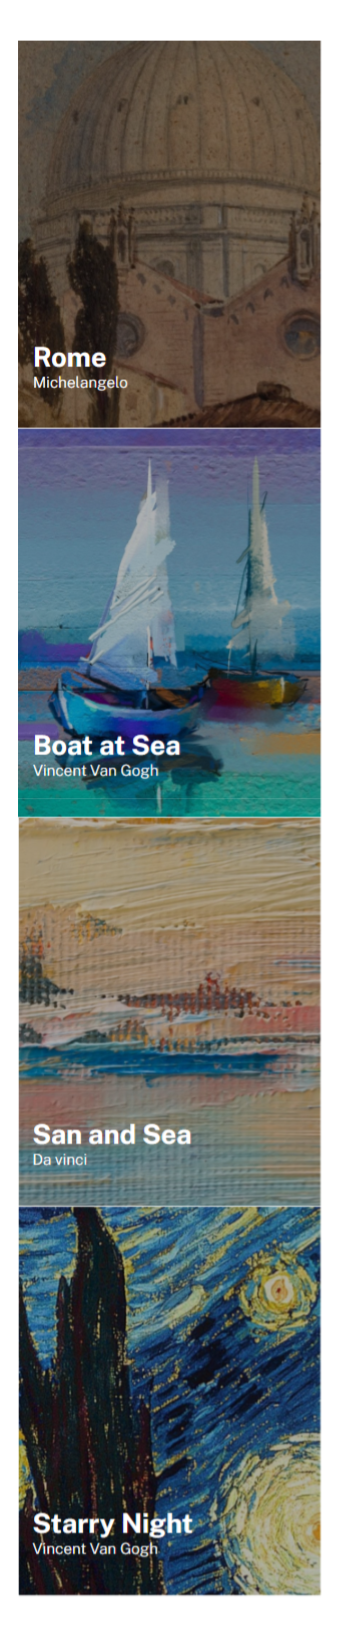 Rome
Michelangelo
Boat at Sea
Vincent Van Gogh
San and Sea
Da vinci
Starry Night
Vincent Van Gogh